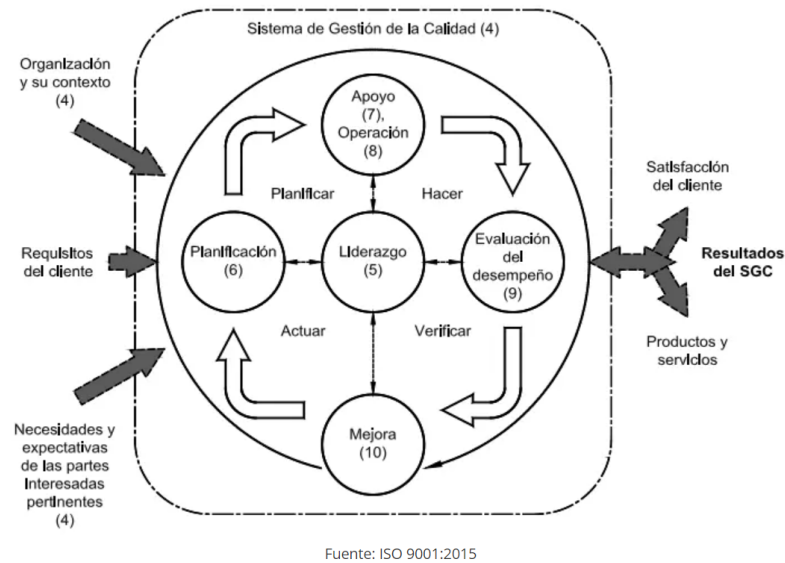 Sistema de Gestión de la Calidad (4)
Organización
y su contexto
(4)
Apoyo
(7),
Operación
(8)
Planificar
Hacer
Satisfacción
del cliente
Requisitos
del cliente
Planificación
(6)
Liderazgo
(5)
Evaluación
del
desempeño
(9)
Resultados
del SGC
Actuar
Verificar
Productos y
servicios
Necesidades y
expectativas
de las partes
interesadas
pertinentes
(4)
Mejora
(10)
Fuente: ISO 9001:2015